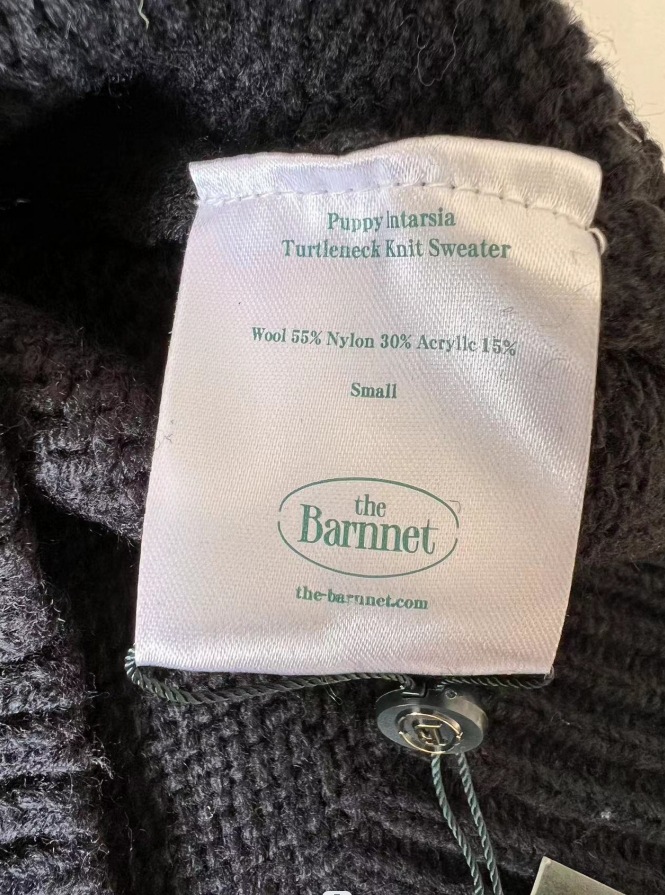 Puppy Intarsia
Turtleneck Knit Sweater
Wool 55% Nylon 30% Acrylic 15%
Small
the
Barnnet
the-barnnet.com